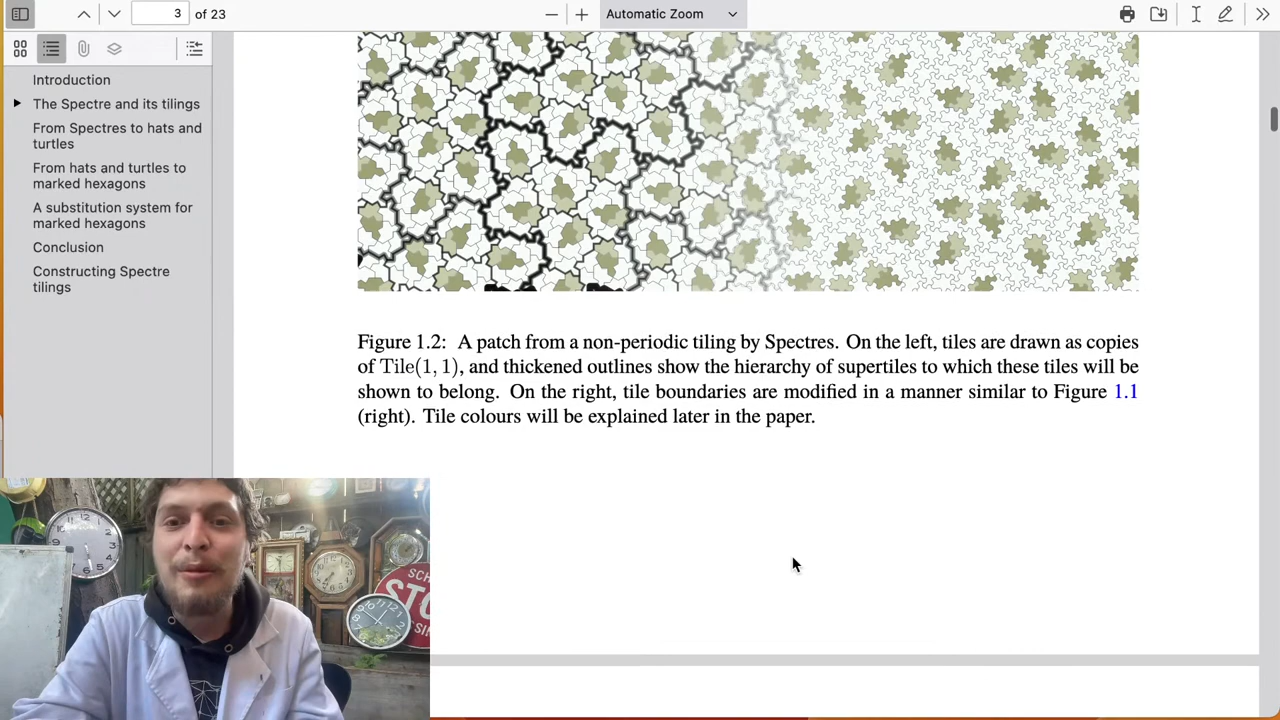 3
of 23
Automatic Zoom
Introduction
The Spectre and its tilings
From Spectres to hats and
turtles
From hats and turtles to
marked hexagons
A substitution system for
marked hexagons
Conclusion
Constructing Spectre
tilings
Figure 1.2: A patch from a non-periodic tiling by Spectres. On the left, tiles are drawn as copies
of Tile(1, 1), and thickened outlines show the hierarchy of supertiles to which these tiles will be
shown to belong. On the right, tile boundaries are modified in a manner similar to Figure 1.1
(right). Tile colours will be explained later in the paper.
SCH
STO